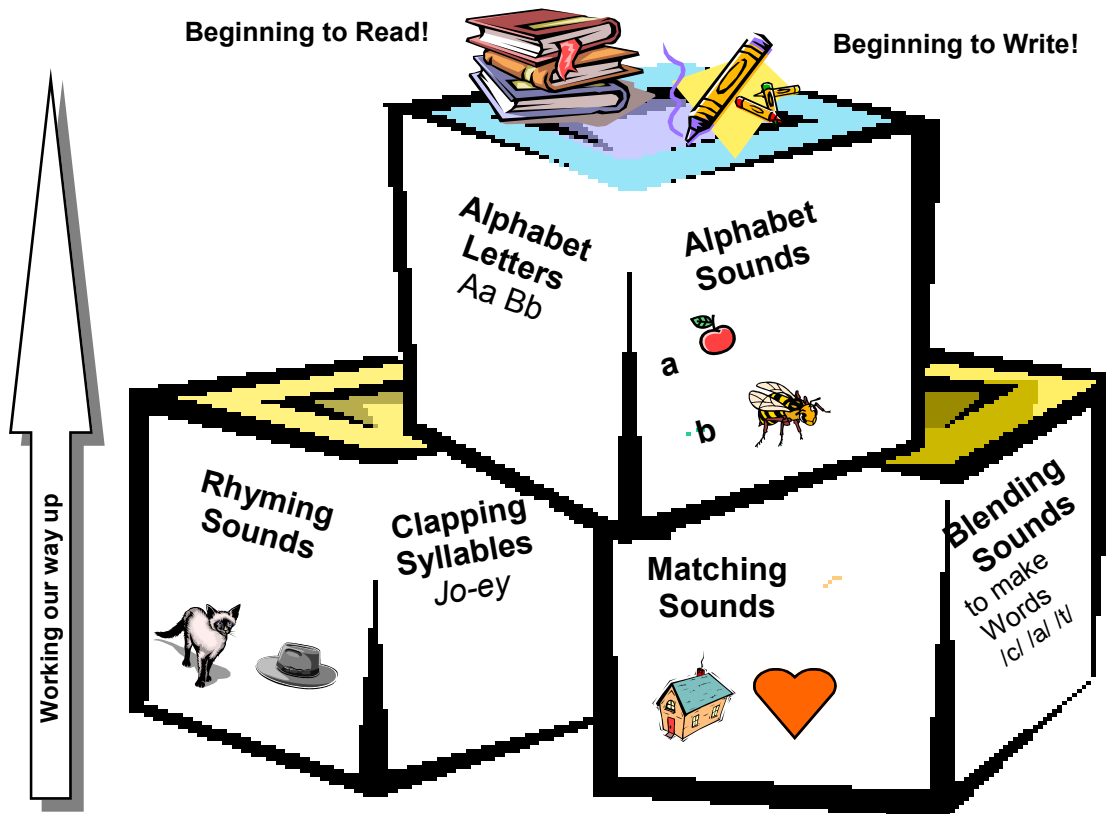 Beginning to Read!
Beginning to Write!
Alphabet
Letters
Aa Bb
Alphabet
Sounds
a
b
Rhyming
Sounds
Clapping
Syllables
Jo-ey
Matching
Sounds
Blending
Sounds
to make
Words
/c/ /a/ /t/
Working our way up